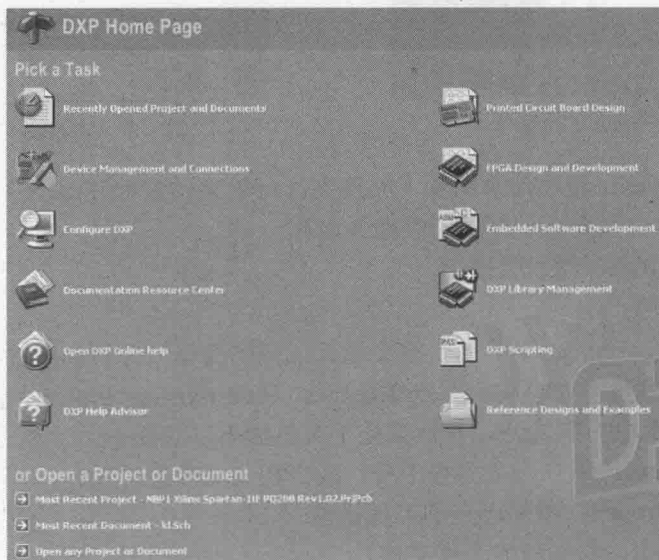 DXP Home Page
Pick a Task
Recently Opened Project and Documents
Device Management and Connections
Configure DXP
Documentation Resource Center
Open DXP Online help
DXP Help Advisor
Printed Circuit Board Design
FPGA Design and Development
Embedded Software Development
DXP Library Management
DXP Scripting
Reference Designs and Examples
or Open a Project or Document
Most Recent Project - NBP1 Xilinx Spartan-IIE PQ208 Rev1.02.PrjPcb
Most Recent Document - kl.Sch
Open any Project or Document